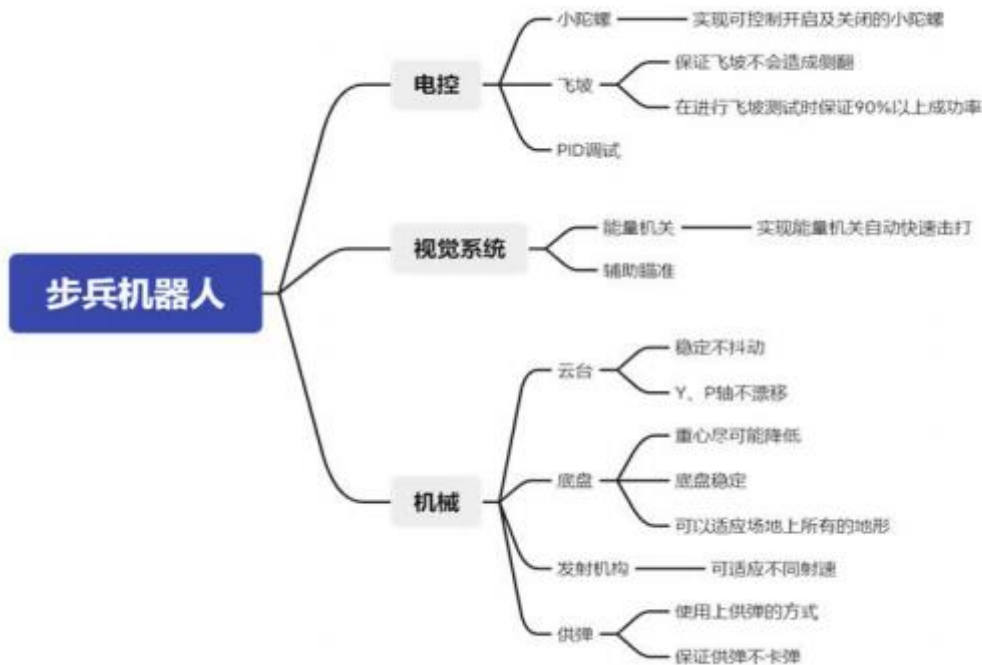 步兵机器人
电控
小陀螺
实现可控制开启及关闭的小陀螺
飞坡
保证飞坡不会造成侧翻
在进行飞坡测试时保证90%以上成功率
PID调试
视觉系统
能量机关
实现能量机关自动快速击打
辅助瞄准
机械
云台
稳定不抖动
Y、P轴不漂移
底盘
重心尽可能降低
底盘稳定
可以适应场地上所有的地形
发射机构
可适应不同射速
供弹
使用上供弹的方式
保证供弹不卡弹